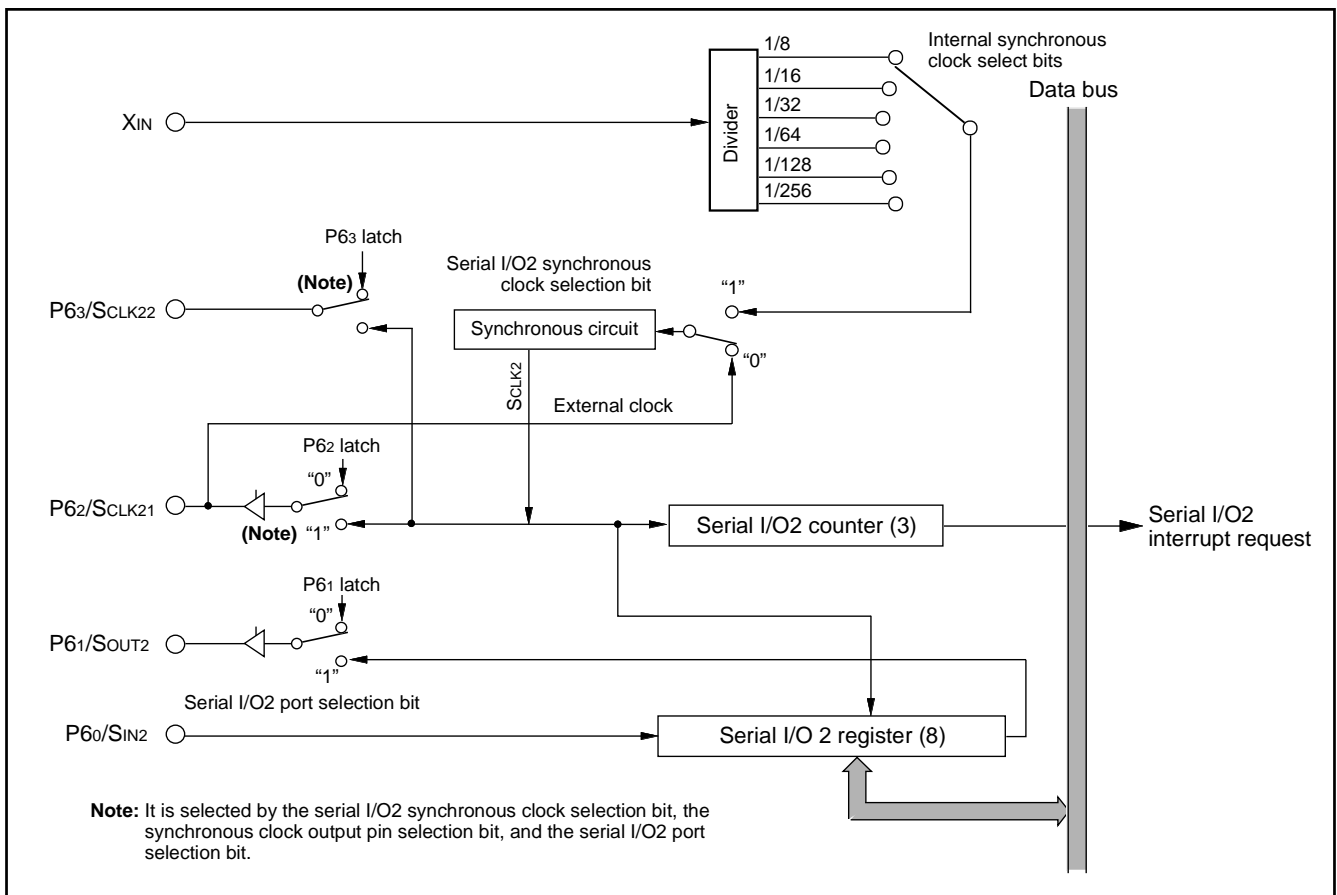 1/8
1/16
1/32
1/64
1/128
1/256
Divider
Internal synchronous
clock select bits
Data bus
XIN
P63 latch
(Note)
P63/SCLK22
Serial I/O2 synchronous
clock selection bit
“1”
Synchronous circuit
“0”
SCLK2
External clock
P62 latch
“0”
P62/SCLK21
(Note) “1”
Serial I/O2 counter (3)
Serial I/O2
interrupt request
P61 latch
“0”
P61/SOUT2
“1”
Serial I/O2 port selection bit
P60/SIN2
Serial I/O 2 register (8)
Note: It is selected by the serial I/O2 synchronous clock selection bit, the
synchronous clock output pin selection bit, and the serial I/O2 port
selection bit.